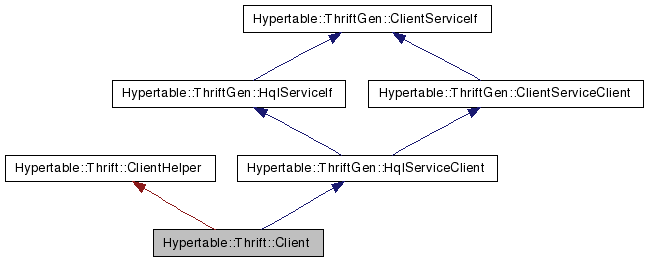 Hypertable::ThriftGen::ClientServiceIf
Hypertable::ThriftGen::HqlServiceIf
Hypertable::ThriftGen::ClientServiceClient
Hypertable::Thrift::ClientHelper
Hypertable::ThriftGen::HqlServiceClient
Hypertable::Thrift::Client